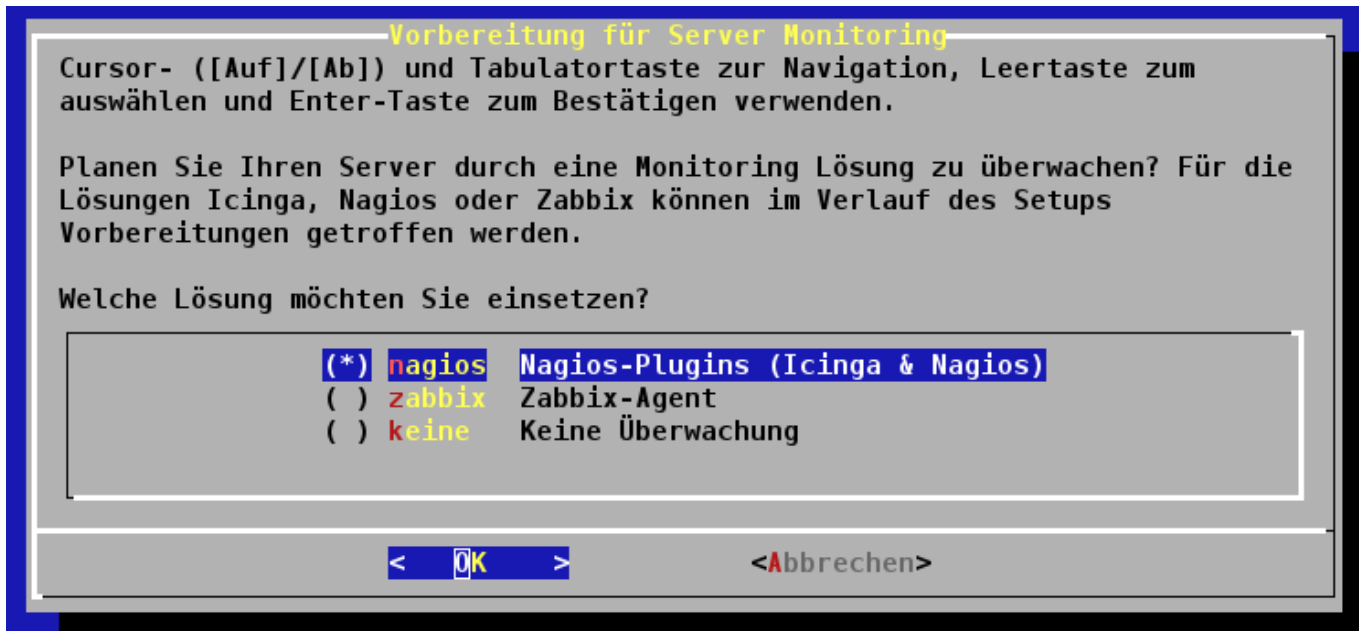 Vorbereitung für Server Monitoring
Cursor- ([Auf]/[Ab]) und Tabulatortaste zur Navigation, Leertaste zum
auswählen und Enter-Taste zum Bestätigen verwenden.
Planen Sie Ihren Server durch eine Monitoring Lösung zu überwachen? Für die
Lösungen Icinga, Nagios oder Zabbix können im Verlauf des Setups
Vorbereitungen getroffen werden.
Welche Lösung möchten Sie einsetzen?
(*) nagios Nagios-Plugins (Icinga & Nagios)
( ) zabbix Zabbix-Agent
( ) keine Keine Überwachung
< OK > <Abbrechen>